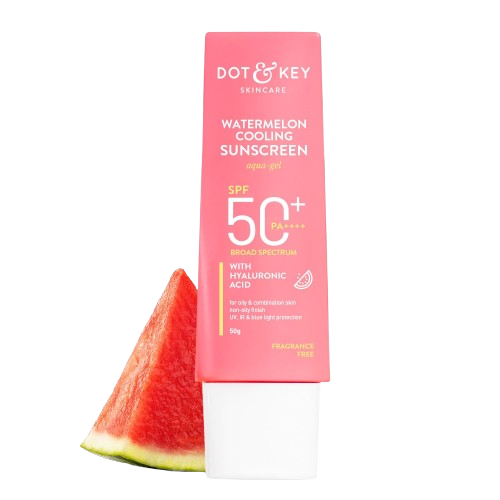 DOT & KEY
SKINCARE
WATERMELON
COOLING
SUNSCREEN
aqua-gel
SPF
50+
PA++++
BROAD SPECTRUM
WITH
HYALURONIC
ACID
for oily & combination skin
non-oily finish
UV, IR & blue light protection
50g
FRAGRANCE
FREE